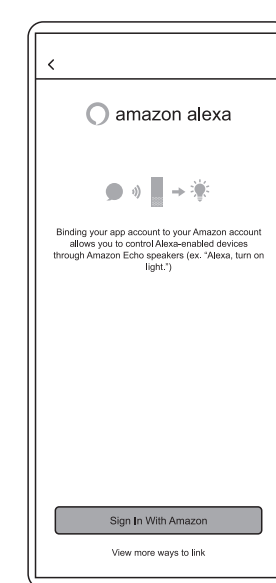 amazon alexa
Binding your app account to your Amazon account
allows you to control Alexa-enabled devices
through Amazon Echo speakers (ex. “Alexa, turn on
light.”)
Sign In With Amazon
View more ways to link